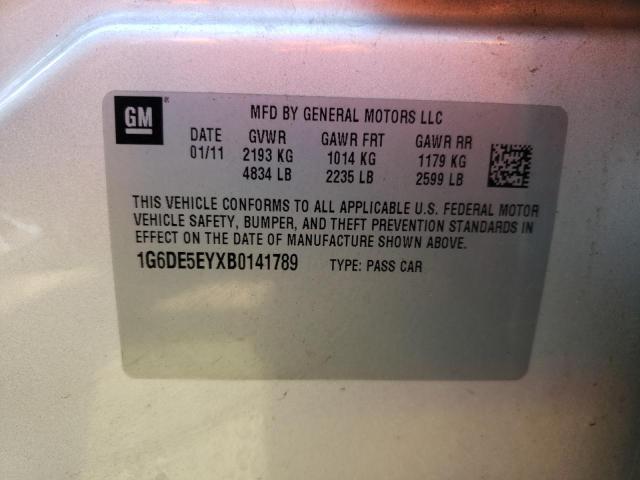 GM
MFD BY GENERAL MOTORS LLC
DATE GVWR GAWR FRT GAWR RR
01/11 2193 KG 1014 KG 1179 KG
4834 LB 2235 LB 2599 LB
THIS VEHICLE CONFORMS TO ALL APPLICABLE U.S. FEDERAL MOTOR
VEHICLE SAFETY, BUMPER, AND THEFT PREVENTION STANDARDS IN
EFFECT ON THE DATE OF MANUFACTURE SHOWN ABOVE.
1G6DE5EYXB0141789 TYPE: PASS CAR